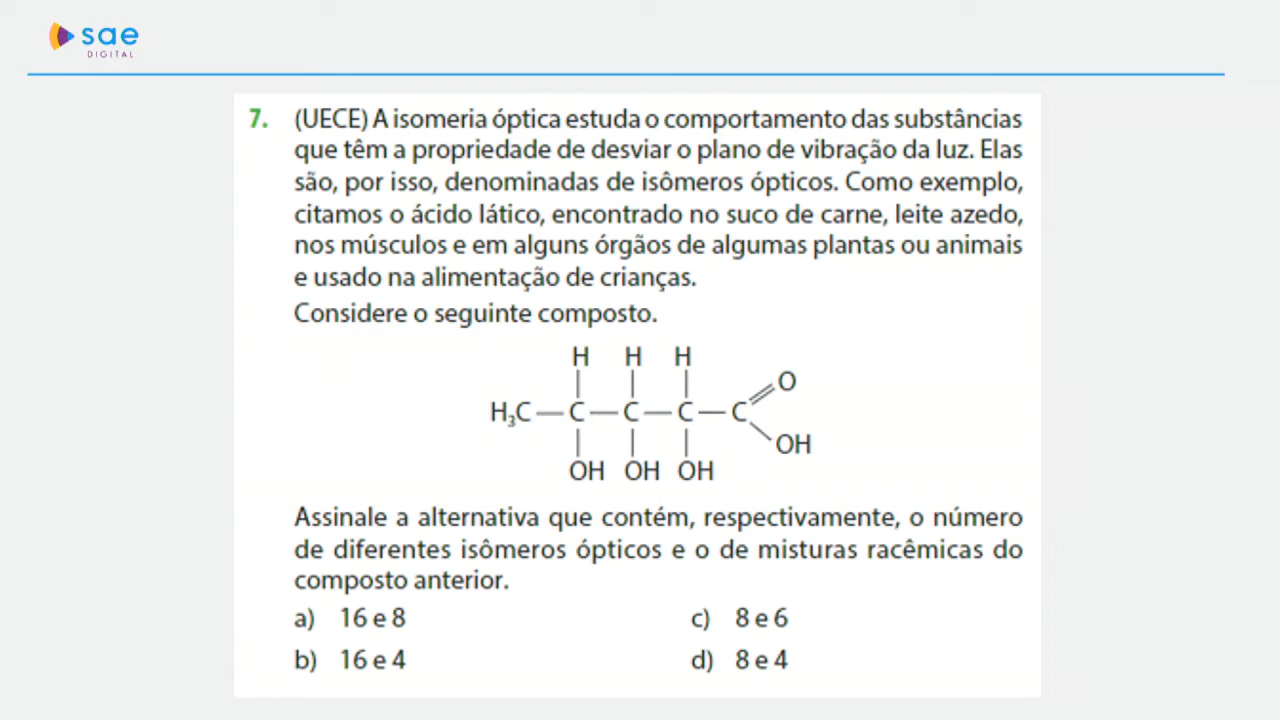 sae
DIGITAL
7. (UECE) A isomeria óptica estuda o comportamento das substâncias
que têm a propriedade de desviar o plano de vibração da luz. Elas
são, por isso, denominadas de isômeros ópticos. Como exemplo,
citamos o ácido lático, encontrado no suco de carne, leite azedo,
nos músculos e em alguns órgãos de algumas plantas ou animais
e usado na alimentação de crianças.
Considere o seguinte composto.
H H H
O
H₃C — C — C — C — C
OH
OH OH OH
Assinale a alternativa que contém, respectivamente, o número
de diferentes isômeros ópticos e o de misturas racêmicas do
composto anterior.
a) 16 e 8 c) 8 e 6
b) 16 e 4 d) 8 e 4